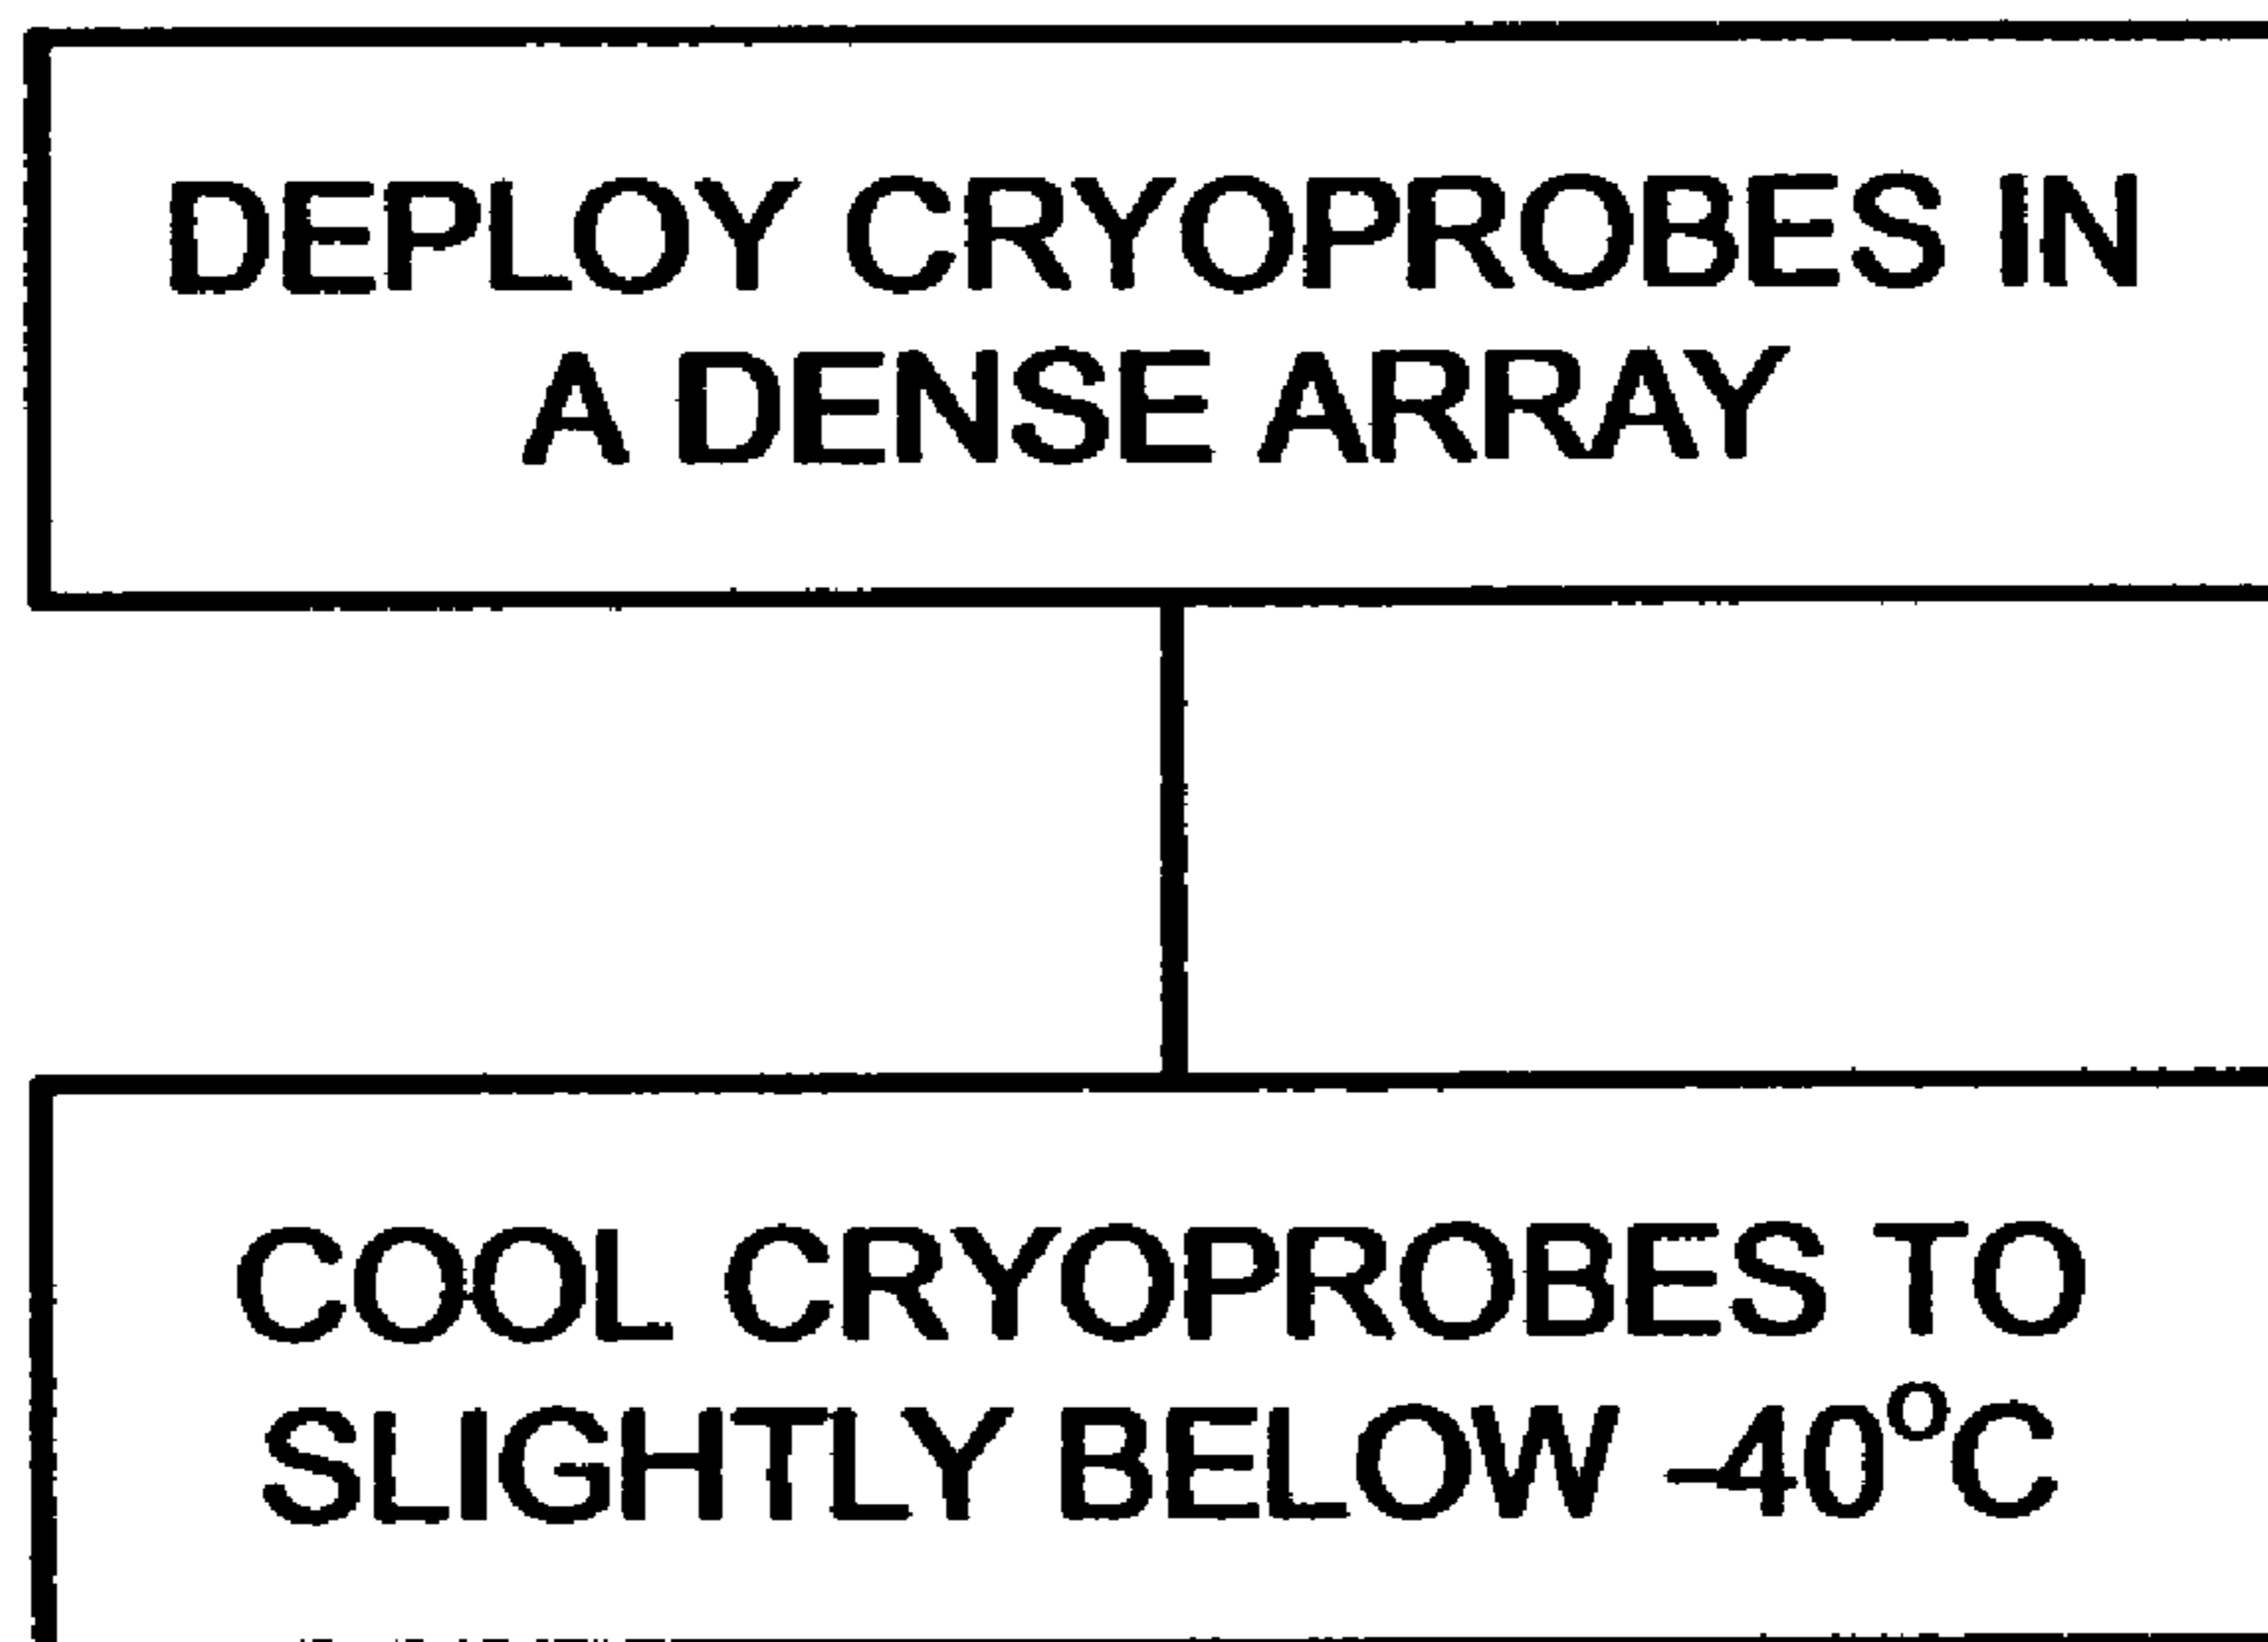 DEPLOY CRYOPROBES IN
A DENSE ARRAY
COOL CRYOPROBES TO
SLIGHTLY BELOW -40°C